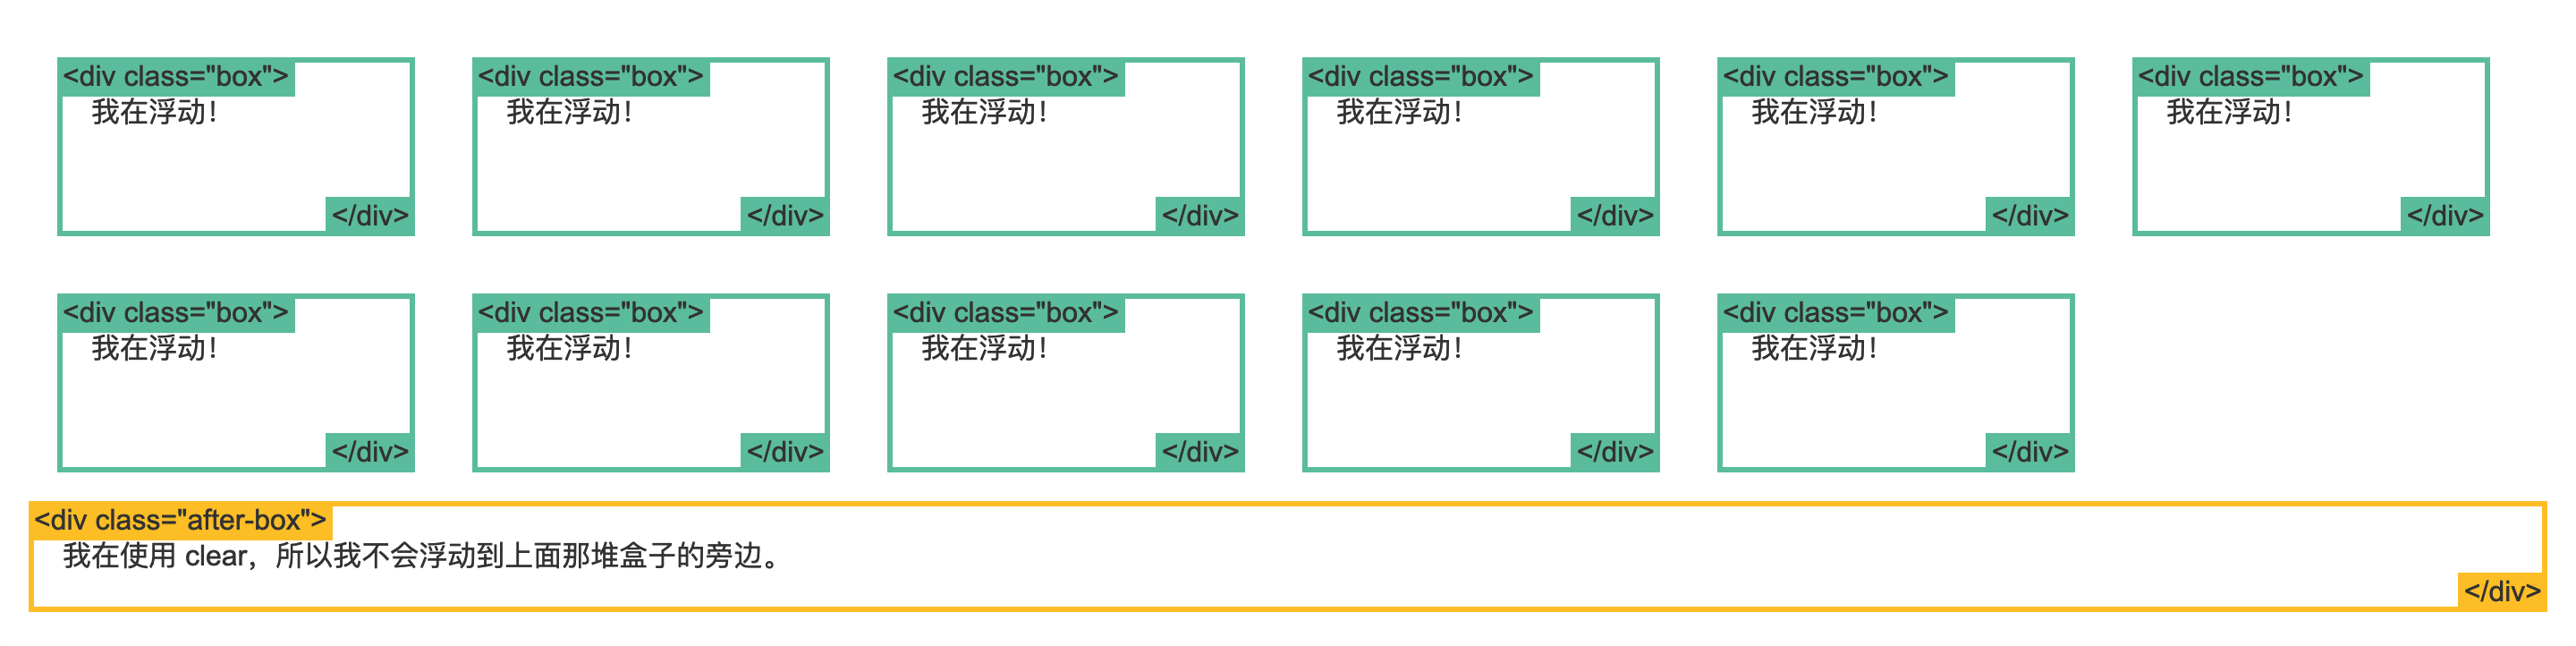 <div class="box"> <div class="box"> <div class="box"> <div class="box"> <div class="box"> <div class="box">
我在浮动！ 我在浮动！ 我在浮动！ 我在浮动！ 我在浮动！ 我在浮动！
</div> </div> </div> </div> </div> </div>
<div class="box"> <div class="box"> <div class="box"> <div class="box"> <div class="box">
我在浮动！ 我在浮动！ 我在浮动！ 我在浮动！ 我在浮动！
</div> </div> </div> </div> </div>
<div class="after-box">
我在使用 clear，所以我不会浮动到上面那堆盒子的旁边。
</div>